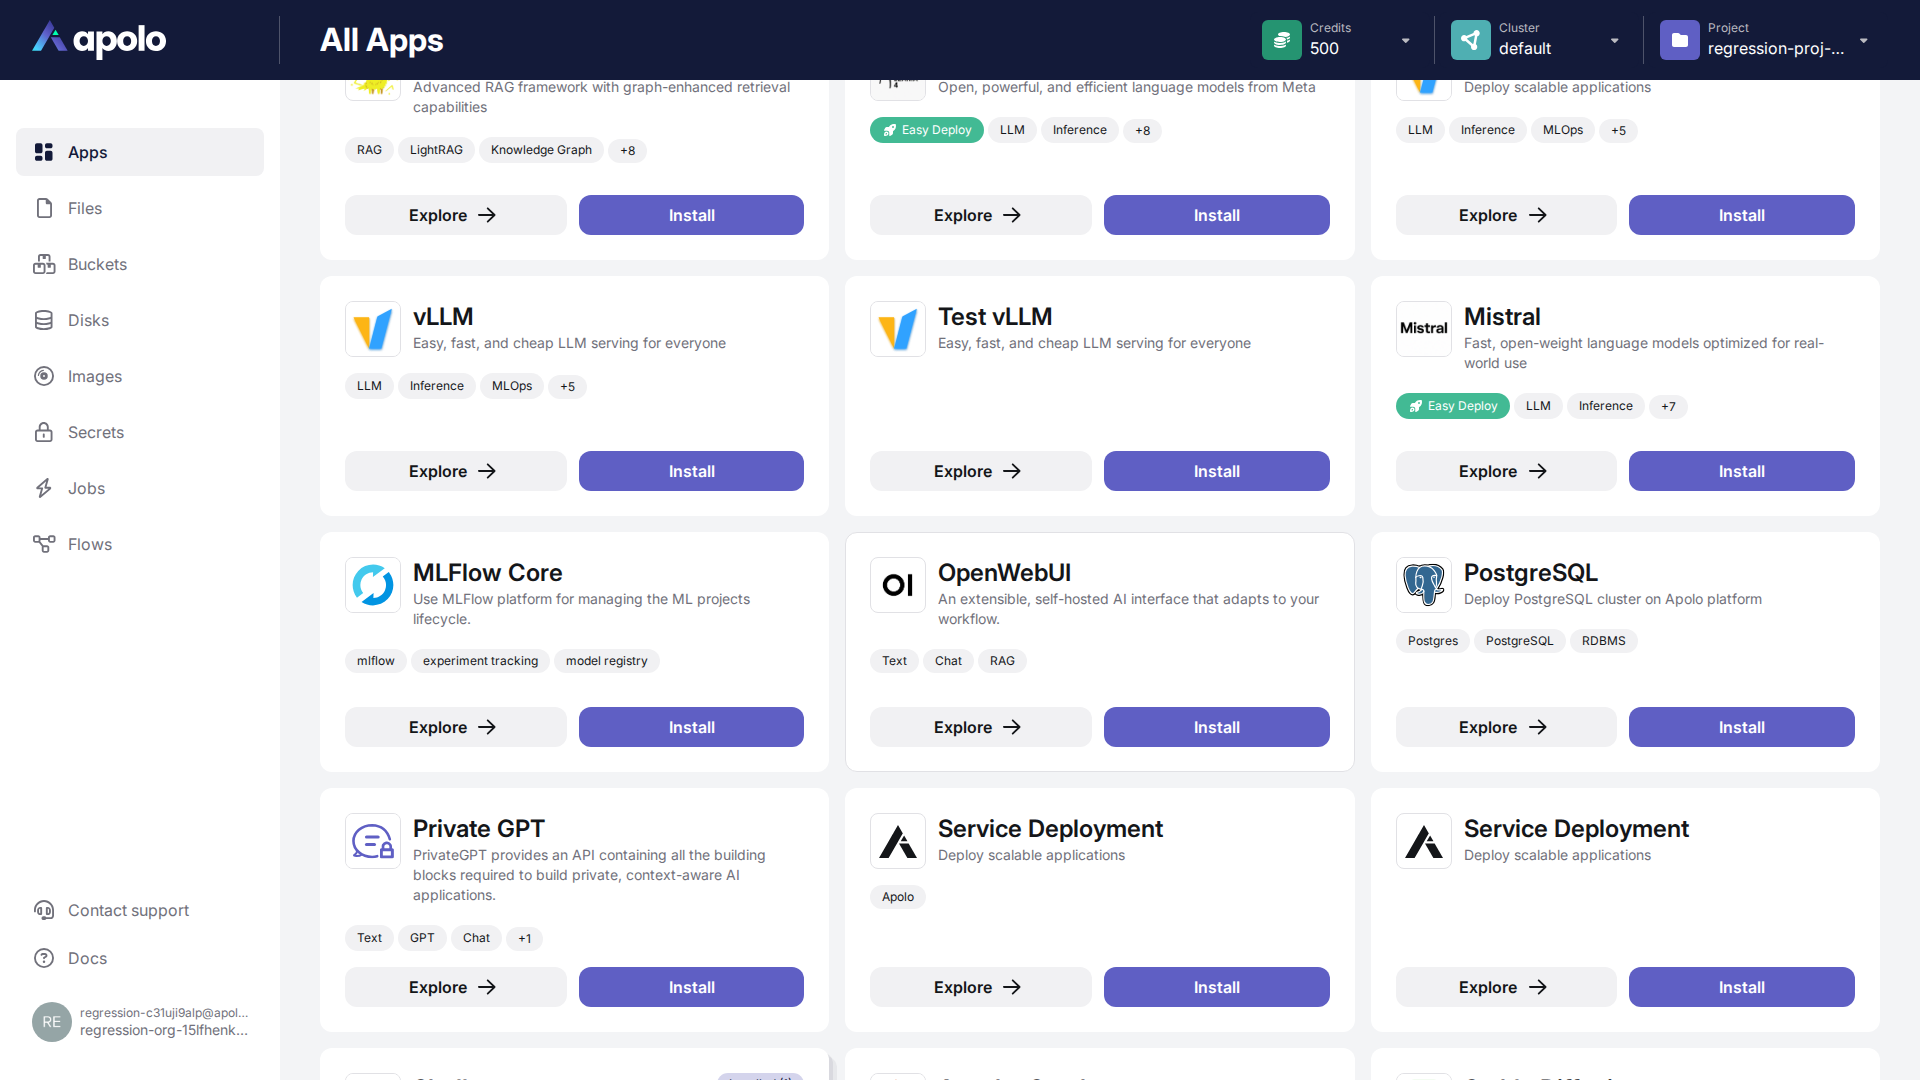 apolo
All Apps
Credits
500
Cluster
default
Project
regression-proj-...
Apps
Files
Buckets
Disks
Images
Secrets
Jobs
Flows
Contact support
Docs
RE
regression-c31uji9alp@apol...
regression-org-15lfhenk...
Advanced RAG framework with graph-enhanced retrieval
capabilities
RAG
LightRAG
Knowledge Graph
+8
Explore
Install
Open, powerful, and efficient language models from Meta
Easy Deploy
LLM
Inference
+8
Explore
Install
Deploy scalable applications
LLM
Inference
MLOps
+5
Explore
Install
vLLM
Easy, fast, and cheap LLM serving for everyone
LLM
Inference
MLOps
+5
Explore
Install
Test vLLM
Easy, fast, and cheap LLM serving for everyone
Explore
Install
Mistral
Mistral
Fast, open-weight language models optimized for real-
world use
Easy Deploy
LLM
Inference
+7
Explore
Install
MLFlow Core
Use MLFlow platform for managing the ML projects
lifecycle.
mlflow
experiment tracking
model registry
Explore
Install
OI
OpenWebUI
An extensible, self-hosted AI interface that adapts to your
workflow.
Text
Chat
RAG
Explore
Install
PostgreSQL
Deploy PostgreSQL cluster on Apolo platform
Postgres
PostgreSQL
RDBMS
Explore
Install
Private GPT
PrivateGPT provides an API containing all the building
blocks required to build private, context-aware AI
applications.
Text
GPT
Chat
+1
Explore
Install
Service Deployment
Deploy scalable applications
Apolo
Explore
Install
Service Deployment
Deploy scalable applications
Explore
Install